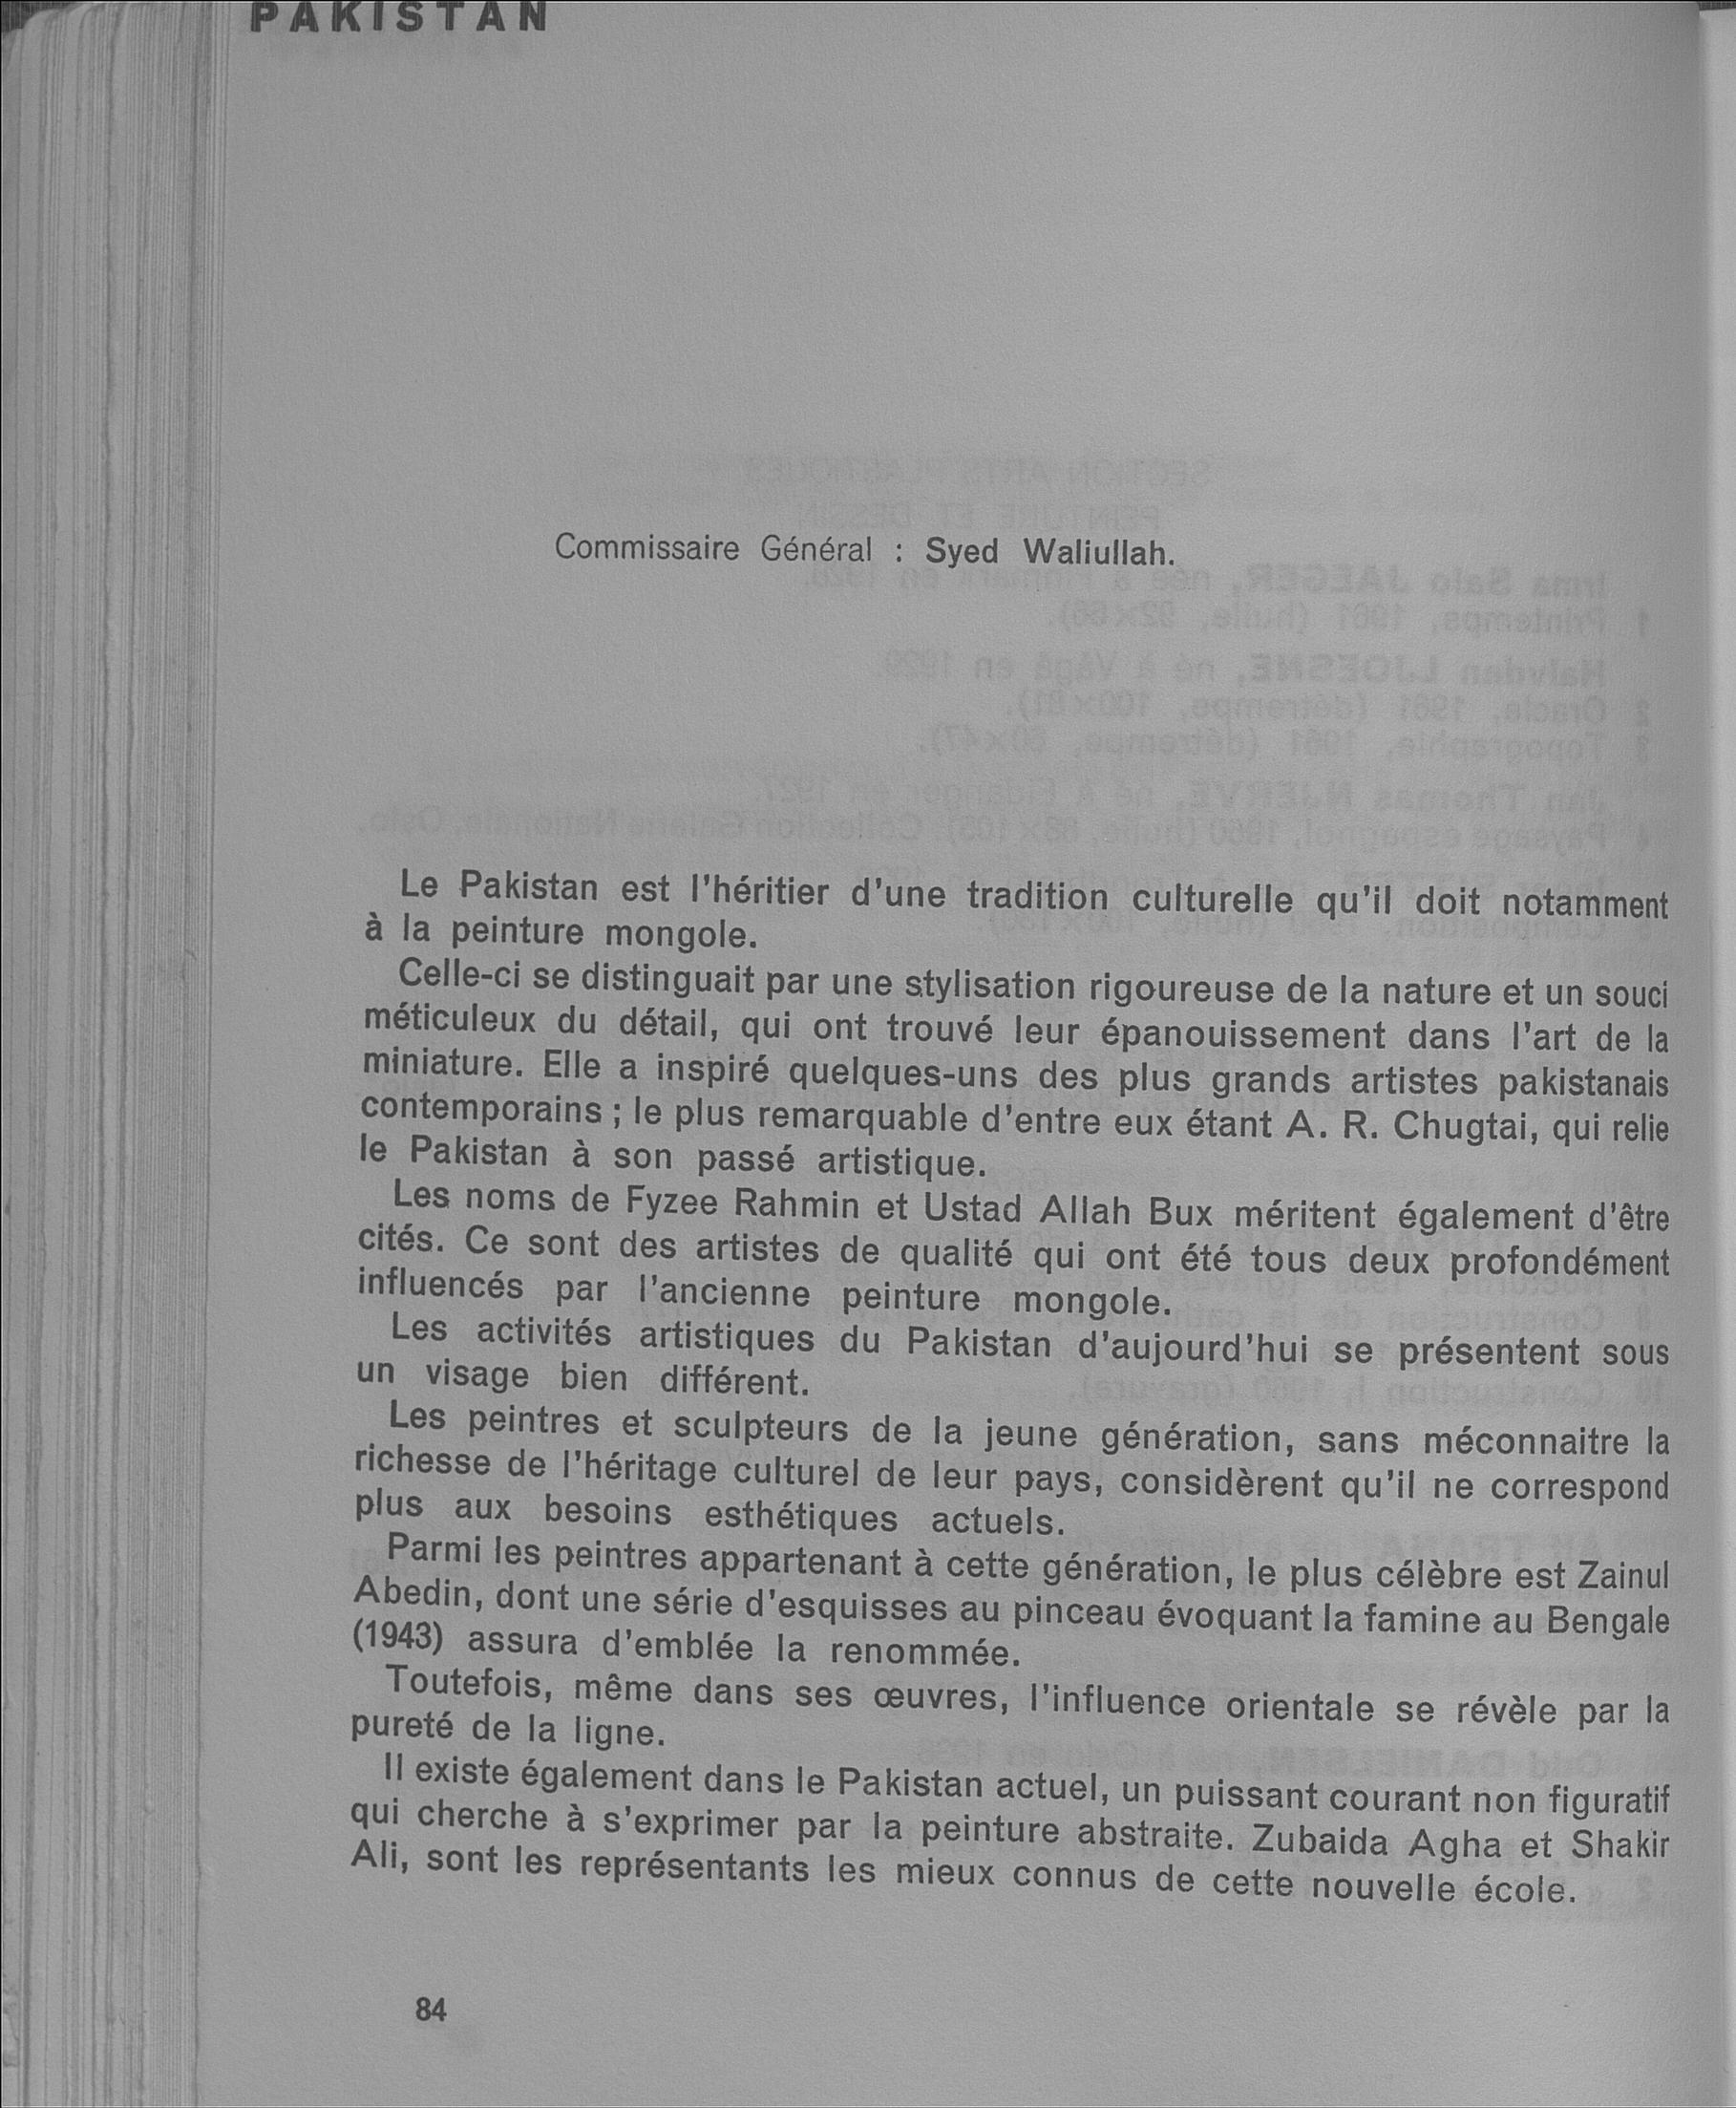 PAKISTAN
Commissaire Général : Syed Waliullah.
Le Pakistan est l'héritier d'une tradition culturelle qu'il doit notamment
à la peinture mongole.
Celle-ci se distinguait par une stylisation rigoureuse de la nature et un souci
méticuleux du détail, qui ont trouvé leur épanouissement dans l'art de la
miniature. Elle a inspiré quelques-uns des plus grands artistes pakistanais
contemporains ; le plus remarquable d'entre eux étant A. R. Chugtai, qui relie
le Pakistan à son passé artistique.
Les noms de Fyzee Rahmin et Ustad Allah Bux méritent également d'être
cités. Ce sont des artistes de qualité qui ont été tous deux profondément
influencés par l'ancienne peinture mongole.
Les activités artistiques du Pakistan d'aujourd'hui se présentent sous
un visage bien différent.
Les peintres et sculpteurs de la jeune génération, sans méconnaitre la
richesse de l'héritage culturel de leur pays, considèrent qu'il ne correspond
plus aux besoins esthétiques actuels.
Parmi les peintres appartenant à cette génération, le plus célèbre est Zainul
Abedin, dont une série d'esquisses au pinceau évoquant la famine au Bengale
(1943) assura d'emblée la renommée.
Toutefois, même dans ses œuvres, l'influence orientale se révèle par la
pureté de la ligne.
Il existe également dans le Pakistan actuel, un puissant courant non figuratif
qui cherche à s'exprimer par la peinture abstraite. Zubaida Agha et Shakir
Ali, sont les représentants les mieux connus de cette nouvelle école.
84